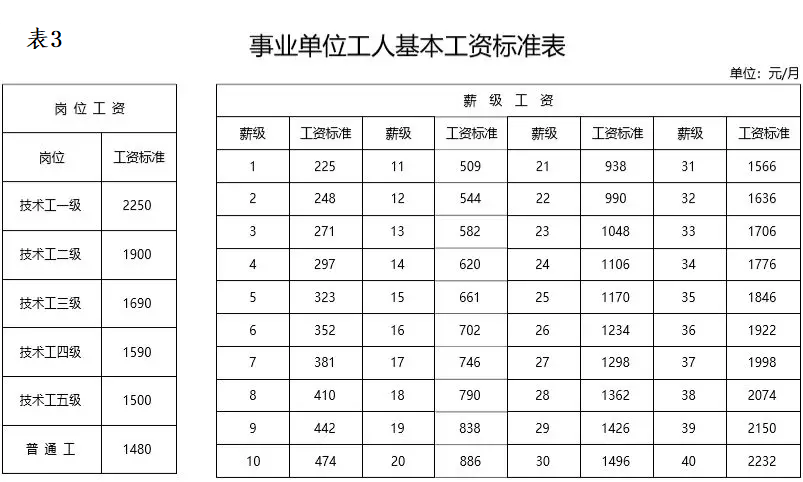 表3
事业单位工人基本工资标准表
单位：元/月
岗 位 工 资
岗位 工资标准
技术工一级 2250
技术工二级 1900
技术工三级 1690
技术工四级 1590
技术工五级 1500
普 通 工 1480
薪 级 工 资
薪级 工资标准 薪级 工资标准 薪级 工资标准 薪级 工资标准
1 225 11 509 21 938 31 1566
2 248 12 544 22 990 32 1636
3 271 13 582 23 1048 33 1706
4 297 14 620 24 1106 34 1776
5 323 15 661 25 1170 35 1846
6 352 16 702 26 1234 36 1922
7 381 17 746 27 1298 37 1998
8 410 18 790 28 1362 38 2074
9 442 19 838 29 1426 39 2150
10 474 20 886 30 1496 40 2232